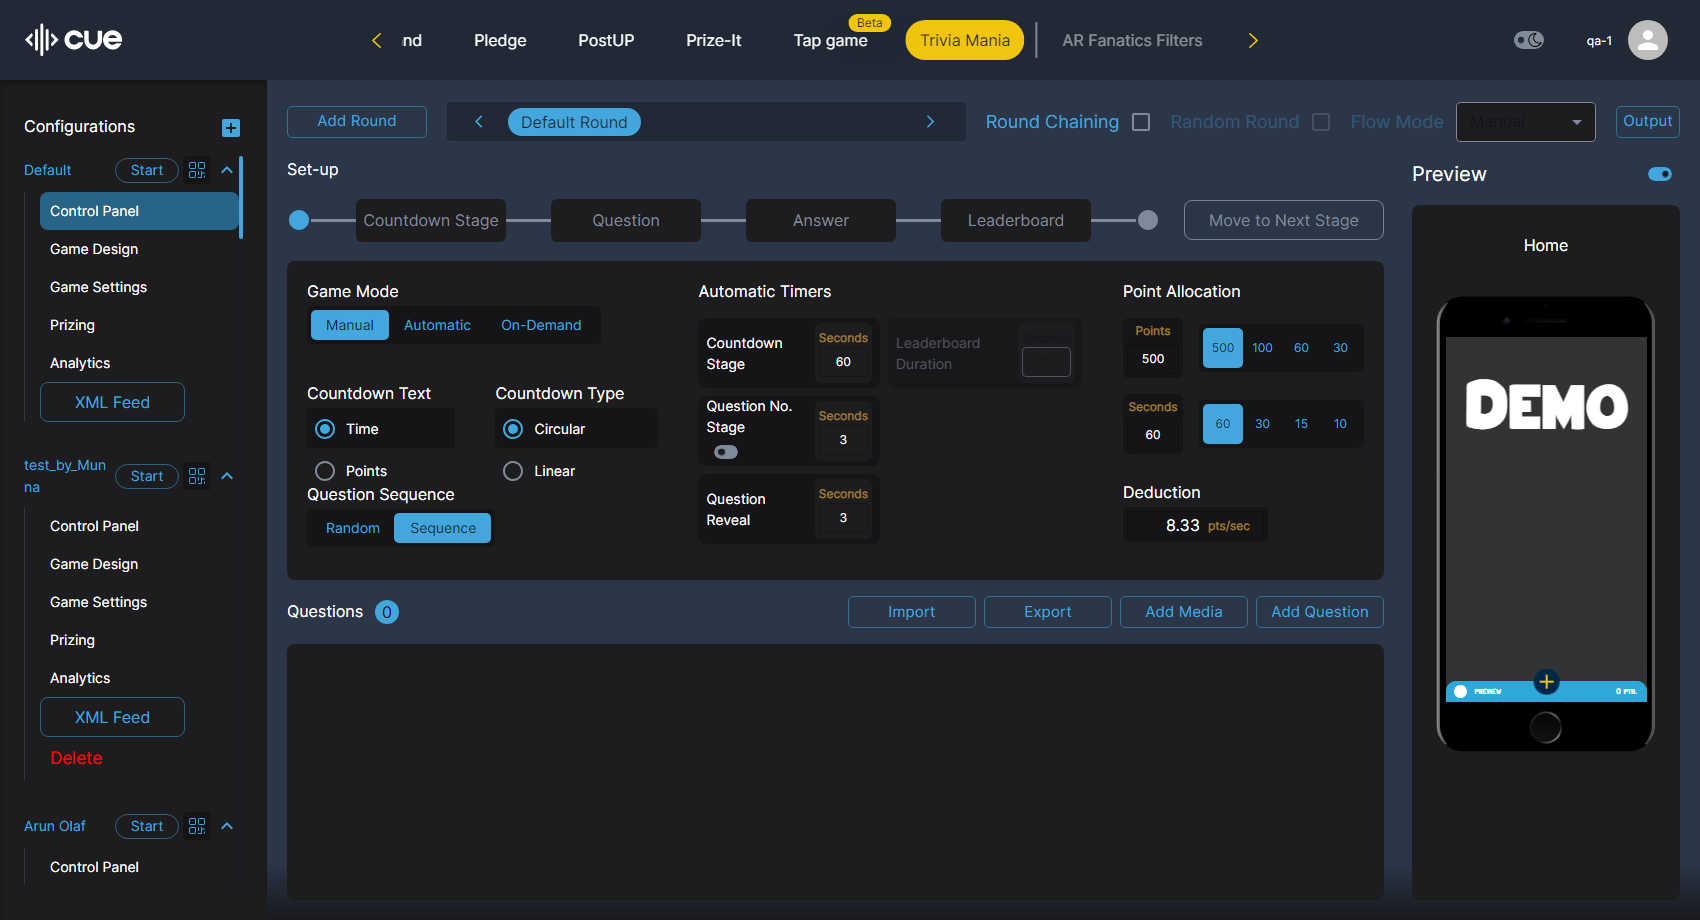 cue
nd
Pledge
PostUP
Prize-It
Tap game
Beta
Trivia Mania
AR Fanatics Filters
qa-1
Configurations
Default
Start
Control Panel
Game Design
Game Settings
Prizing
Analytics
XML Feed
test_by_Mun
na
Start
Control Panel
Game Design
Game Settings
Prizing
Analytics
XML Feed
Delete
Arun Olaf
Start
Control Panel
Add Round
Default Round
Round Chaining
Random Round
Flow Mode
Manual
Output
Set-up
Countdown Stage
Question
Answer
Leaderboard
Move to Next Stage
Game Mode
Manual
Automatic
On-Demand
Countdown Text
Time
Points
Countdown Type
Circular
Linear
Question Sequence
Random
Sequence
Automatic Timers
Countdown
Stage
Seconds
60
Leaderboard
Duration
Question No.
Stage
Seconds
3
Question
Reveal
Seconds
3
Point Allocation
Points
500
500
100
60
30
Seconds
60
60
30
15
10
Deduction
8.33 pts/sec
Questions 0
Import
Export
Add Media
Add Question
Preview
Home
DEMO
PREVIEW
0 PTS.